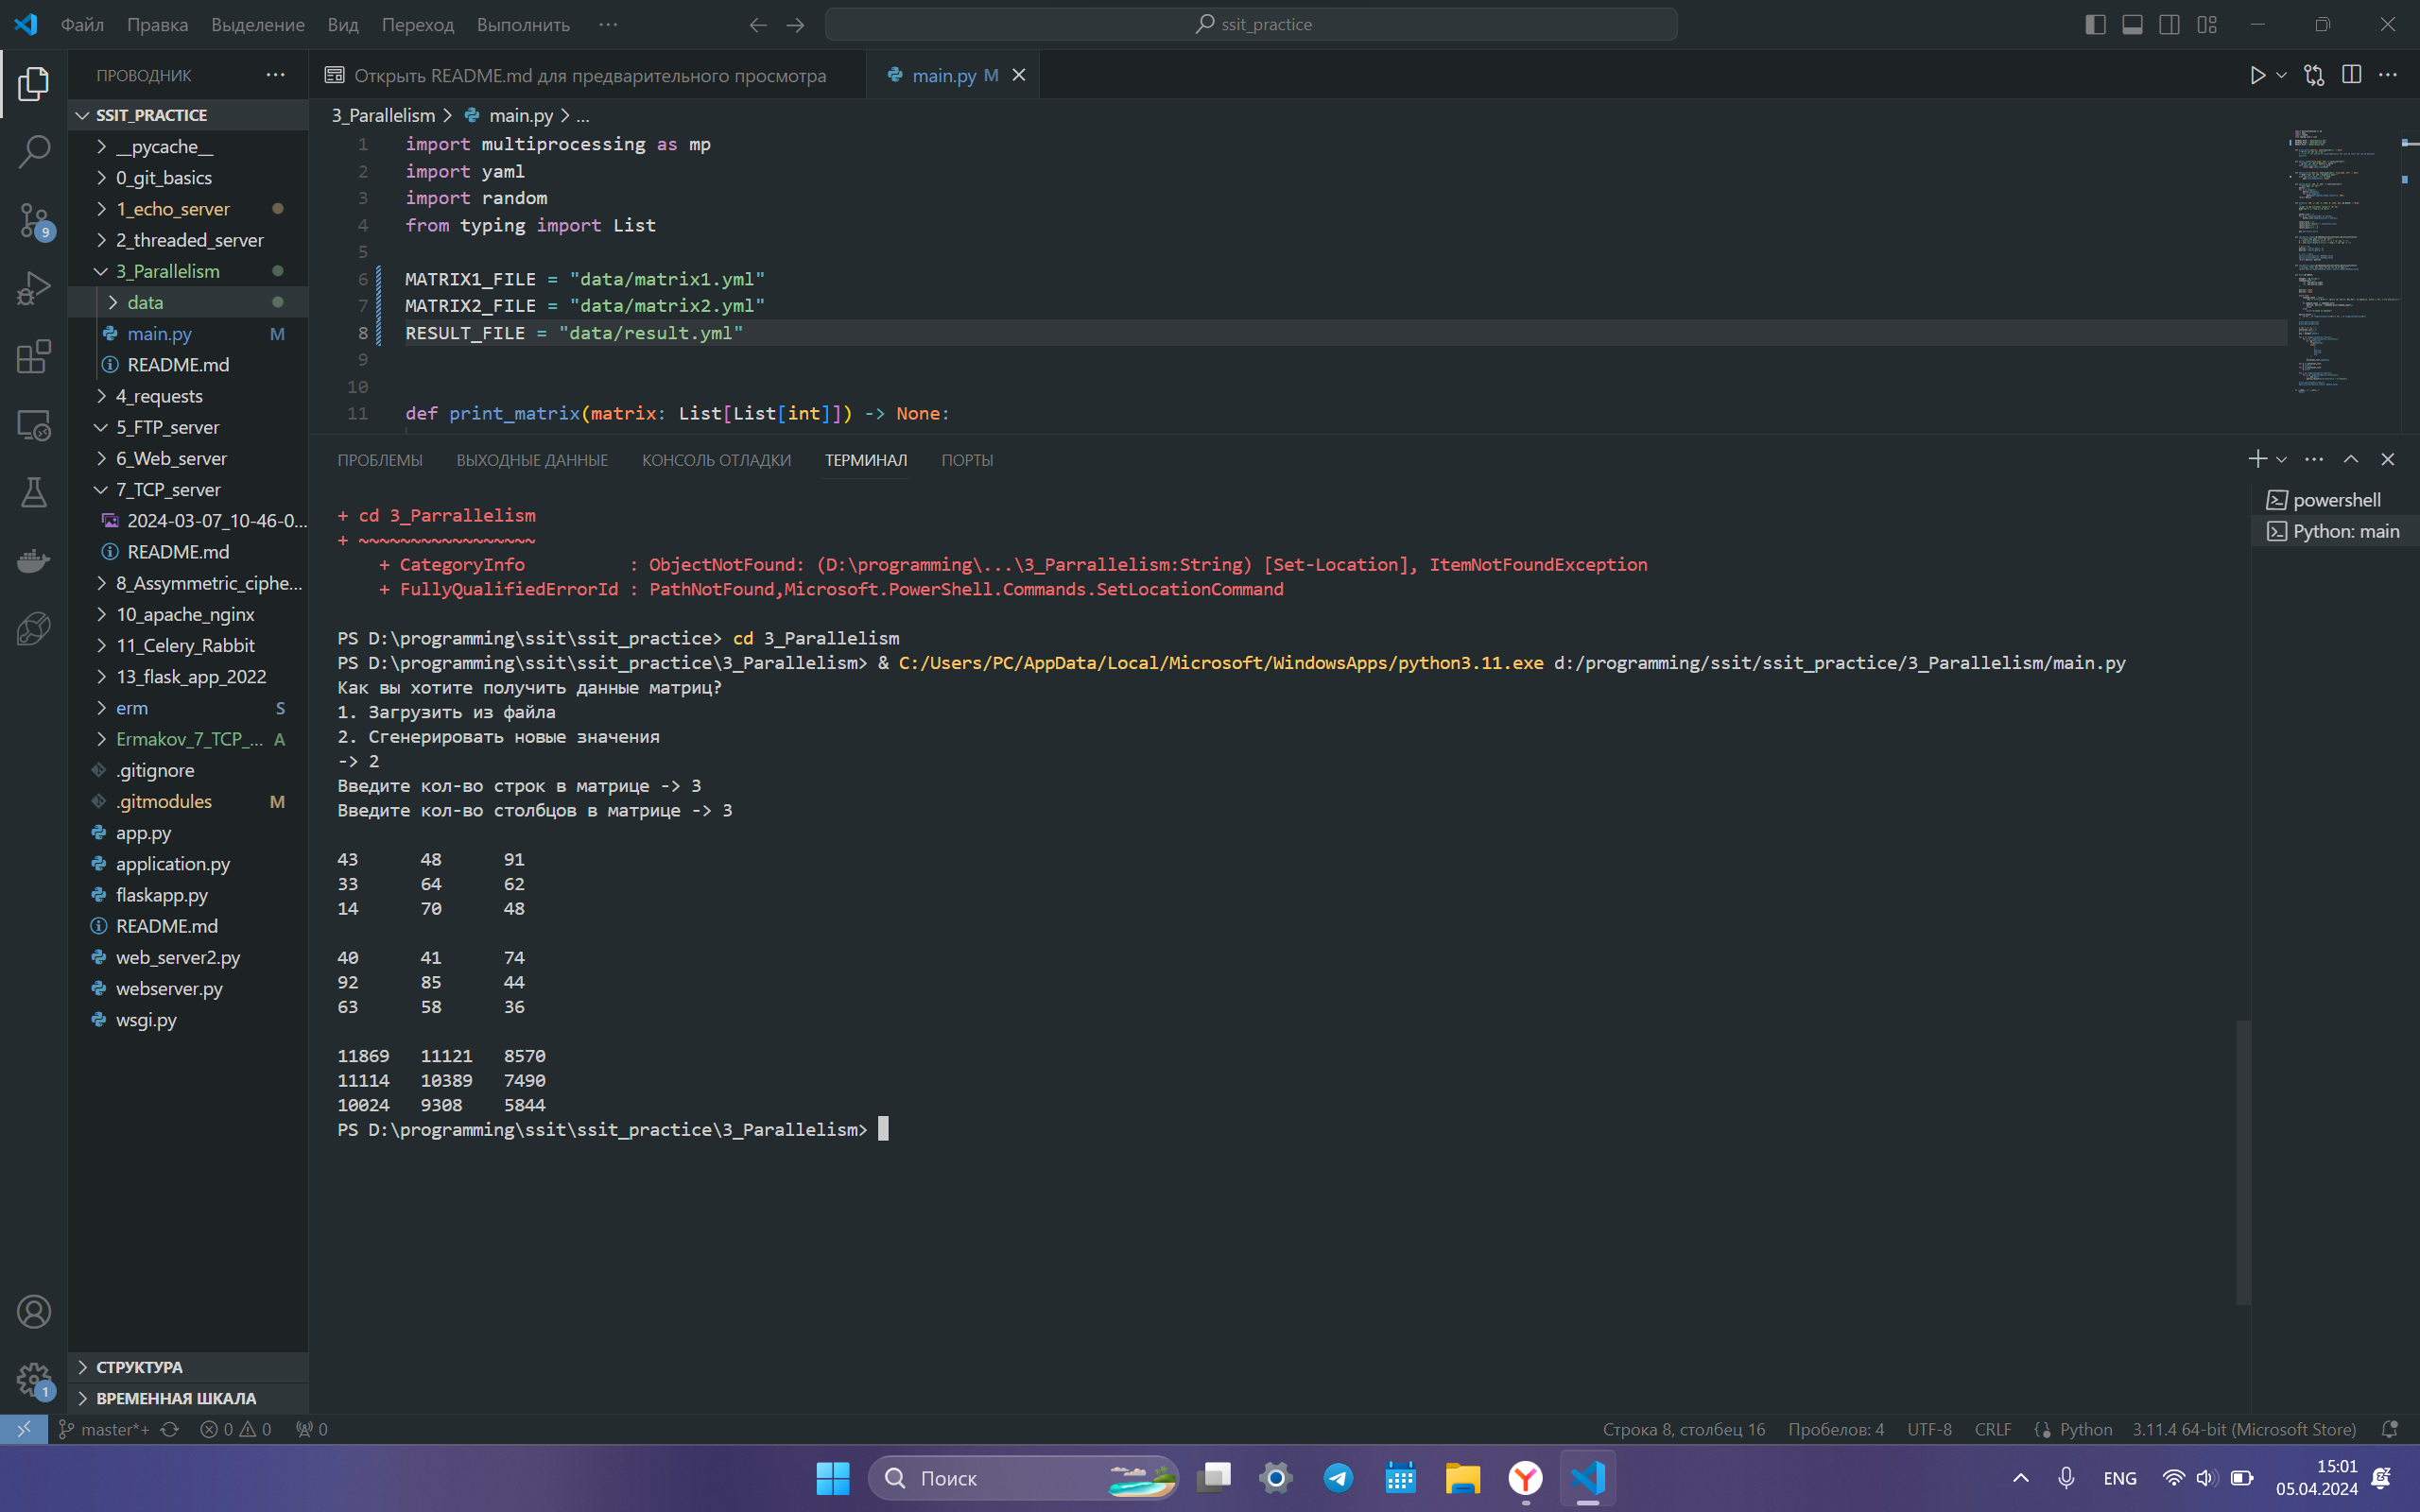 Файл Правка Выделение Вид Переход Выполнить ··· ssit_practice
ПРОВОДНИК ···
Открыть README.md для предварительного просмотра
main.py M
SSIT_PRACTICE
__pycache__
0_git_basics
1_echo_server
2_threaded_server
3_Parallelism
data
main.py M
README.md
4_requests
5_FTP_server
6_Web_server
7_TCP_server
2024-03-07_10-46-0...
README.md
8_Assymmetric_ciphe...
10_apache_nginx
11_Celery_Rabbit
13_flask_app_2022
erm S
Ermakov_7_TCP_... A
.gitignore
.gitmodules M
app.py
application.py
flaskapp.py
README.md
web_server2.py
webserver.py
wsgi.py
СТРУКТУРА
ВРЕМЕННАЯ ШКАЛА
9
1
3_Parallelism > main.py > ...
1 import multiprocessing as mp
2 import yaml
3 import random
4 from typing import List
5
6 MATRIX1_FILE = "data/matrix1.yml"
7 MATRIX2_FILE = "data/matrix2.yml"
8 RESULT_FILE = "data/result.yml"
9
10
11 def print_matrix(matrix: List[List[int]]) -> None:
ПРОБЛЕМЫ ВЫХОДНЫЕ ДАННЫЕ КОНСОЛЬ ОТЛАДКИ ТЕРМИНАЛ ПОРТЫ
powershell
Python: main
+ cd 3_Parrallelism
+ ~~~~~~~~~~~~~~~~~
+ CategoryInfo : ObjectNotFound: (D:\programming\...\3_Parrallelism:String) [Set-Location], ItemNotFoundException
+ FullyQualifiedErrorId : PathNotFound,Microsoft.PowerShell.Commands.SetLocationCommand
PS D:\programming\ssit\ssit_practice> cd 3_Parallelism
PS D:\programming\ssit\ssit_practice\3_Parallelism> & C:/Users/PC/AppData/Local/Microsoft/WindowsApps/python3.11.exe d:/programming/ssit/ssit_practice/3_Parallelism/main.py
Как вы хотите получить данные матриц?
1. Загрузить из файла
2. Сгенерировать новые значения
-> 2
Введите кол-во строк в матрице -> 3
Введите кол-во столбцов в матрице -> 3
43 48 91
33 64 62
14 70 48
40 41 74
92 85 44
63 58 36
11869 11121 8570
11114 10389 7490
10024 9308 5844
PS D:\programming\ssit\ssit_practice\3_Parallelism>
master*+ 0 0 0 Строка 8, столбец 16 Пробелов: 4 UTF-8 CRLF Python 3.11.4 64-bit (Microsoft Store)
Поиск
ENG
15:01
05.04.2024